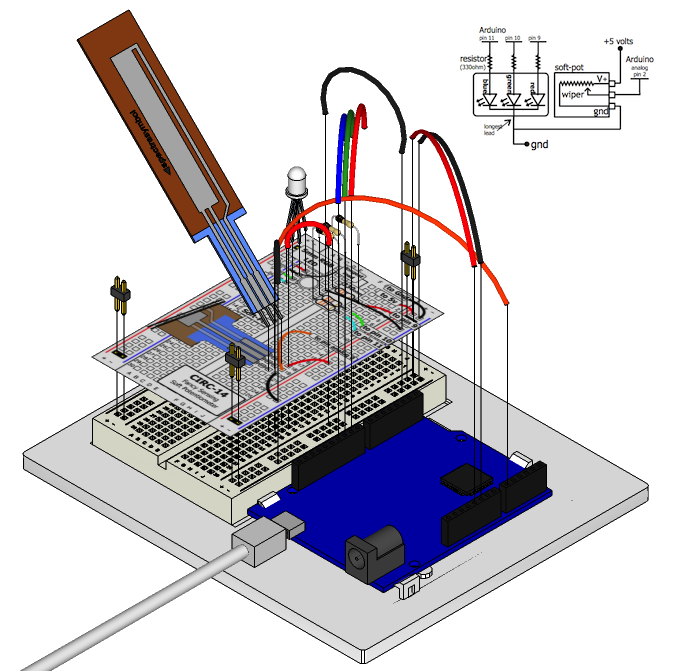 Arduino
pin 11
pin 10
pin 9
resistor
(330ohm)
blue
green
red
longest
lead
gnd
+5 volts
Arduino
analog
pin 2
soft-pot
V+
wiper
gnd
spectrasymbol
CIRC-14
Fancy Sensing
Soft Potentiometer